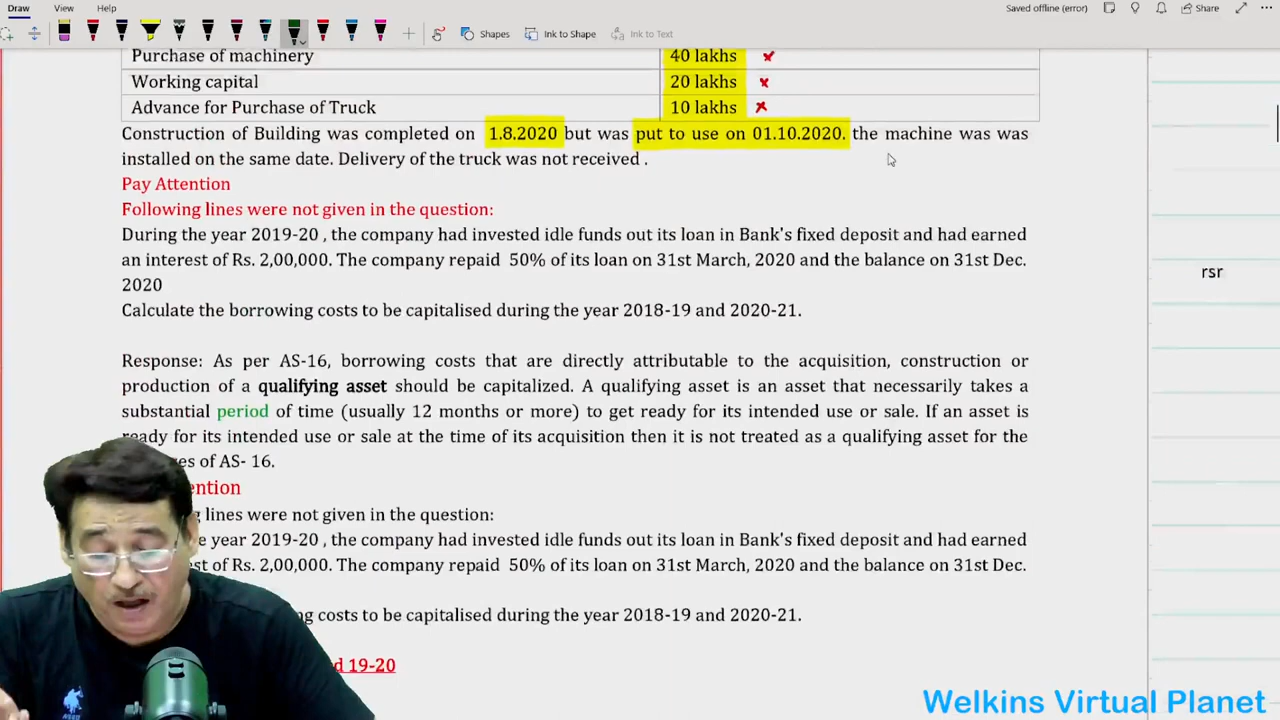 Draw View Help
Saved offline (error)
Share
Shapes
Ink to Shape
Ink to Text
Purchase of machinery 40 lakhs
Working capital 20 lakhs
Advance for Purchase of Truck 10 lakhs
Construction of Building was completed on 1.8.2020 but was put to use on 01.10.2020. the machine was was
installed on the same date. Delivery of the truck was not received .
Pay Attention
Following lines were not given in the question:
During the year 2019-20 , the company had invested idle funds out its loan in Bank's fixed deposit and had earned
an interest of Rs. 2,00,000. The company repaid 50% of its loan on 31st March, 2020 and the balance on 31st Dec.
2020
Calculate the borrowing costs to be capitalised during the year 2018-19 and 2020-21.
rsr
Response: As per AS-16, borrowing costs that are directly attributable to the acquisition, construction or
production of a qualifying asset should be capitalized. A qualifying asset is an asset that necessarily takes a
substantial period of time (usually 12 months or more) to get ready for its intended use or sale. If an asset is
ready for its intended use or sale at the time of its acquisition then it is not treated as a qualifying asset for the
of AS- 16.
lines were not given in the question:
year 2019-20 , the company had invested idle funds out its loan in Bank's fixed deposit and had earned
of Rs. 2,00,000. The company repaid 50% of its loan on 31st March, 2020 and the balance on 31st Dec.
costs to be capitalised during the year 2018-19 and 2020-21.
19-20
Welkins Virtual Planet